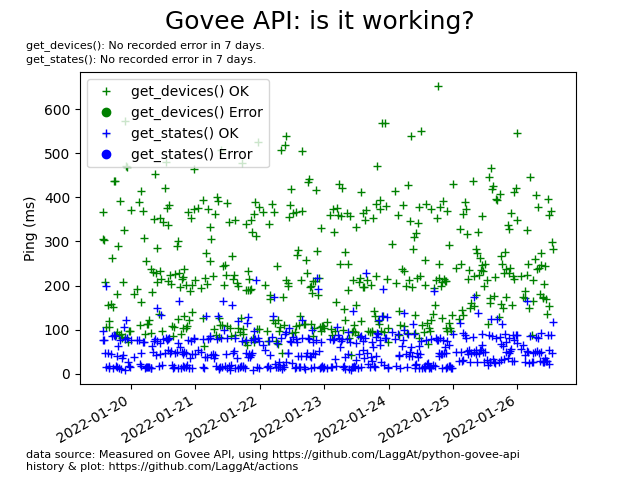 Govee API: is it working?
get_devices(): No recorded error in 7 days.
get_states(): No recorded error in 7 days.
get_devices() OK
get_devices() Error
get_states() OK
get_states() Error
Ping (ms)
600
500
400
300
200
100
0
2022-01-20
2022-01-21
2022-01-22
2022-01-23
2022-01-24
2022-01-25
2022-01-26
data source: Measured on Govee API, using https://github.com/LaggAt/python-govee-api
history & plot: https://github.com/LaggAt/actions